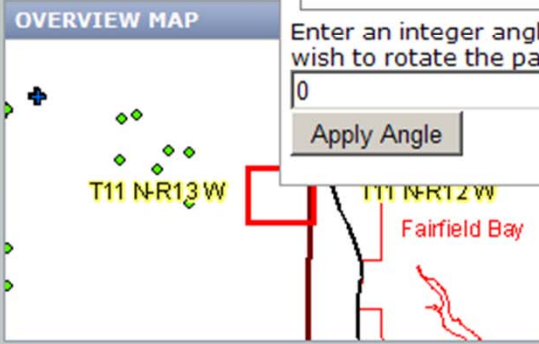 OVERVIEW MAP
Enter an integer angl
wish to rotate the pa
0
Apply Angle
T11 N-R13 W
T11 N-R12 W
Fairfield Bay